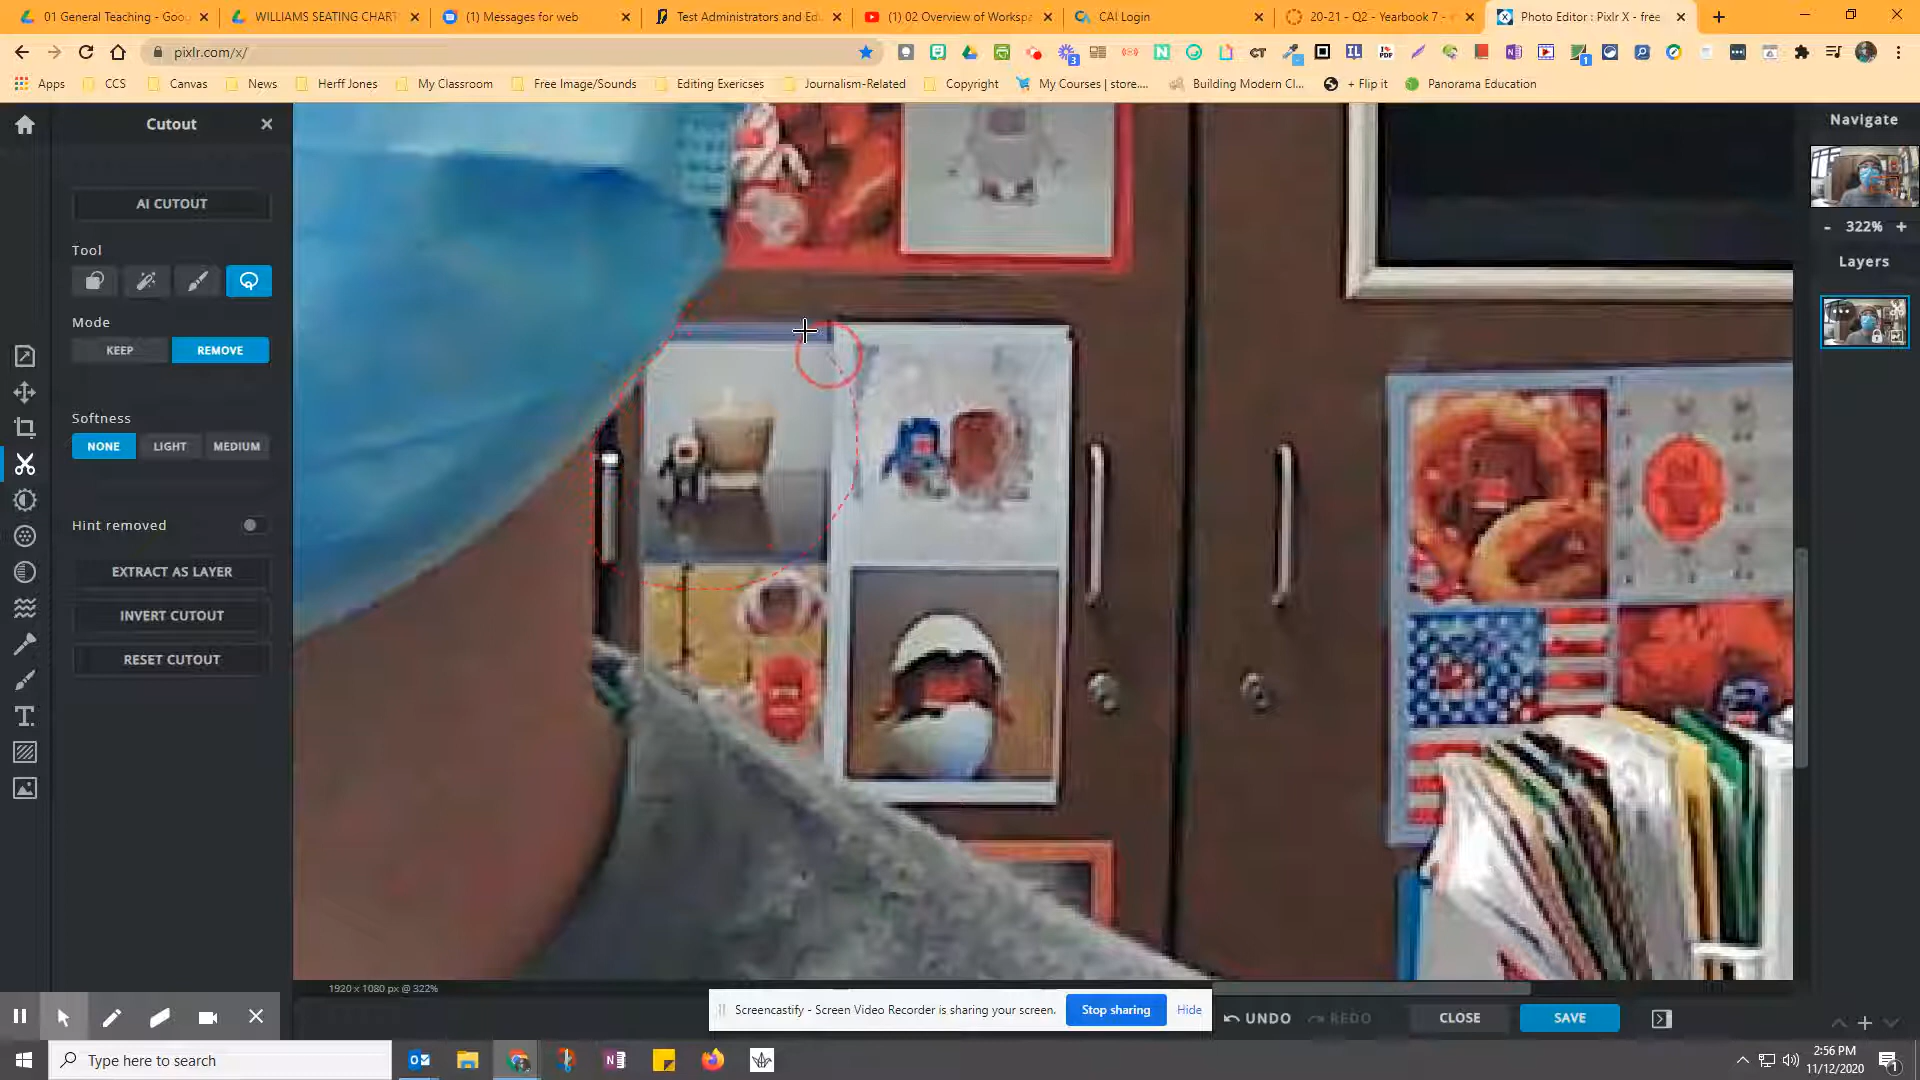 01 General Teaching - Goo
WILLIAMS SEATING CHART
(1) Messages for web
Test Administrators and Ed
(1) 02 Overview of Workspa
CAI Login
20-21 - Q2 - Yearbook 7 -
Photo Editor : Pixlr X - free
pixlr.com/x/
Apps
CCS
Canvas
News
Herff Jones
My Classroom
Free Image/Sounds
Editing Exericses
Journalism-Related
Copyright
My Courses | store....
Building Modern Cl...
+ Flip it
Panorama Education
Cutout
Navigate
AI CUTOUT
322%
Tool
Layers
Mode
KEEP
REMOVE
Softness
NONE
LIGHT
MEDIUM
Hint removed
EXTRACT AS LAYER
INVERT CUTOUT
RESET CUTOUT
1920 x 1080 px @ 322%
Screencastify - Screen Video Recorder is sharing your screen.
Stop sharing
Hide
UNDO
REDO
CLOSE
SAVE
Type here to search
2:56 PM
11/12/2020